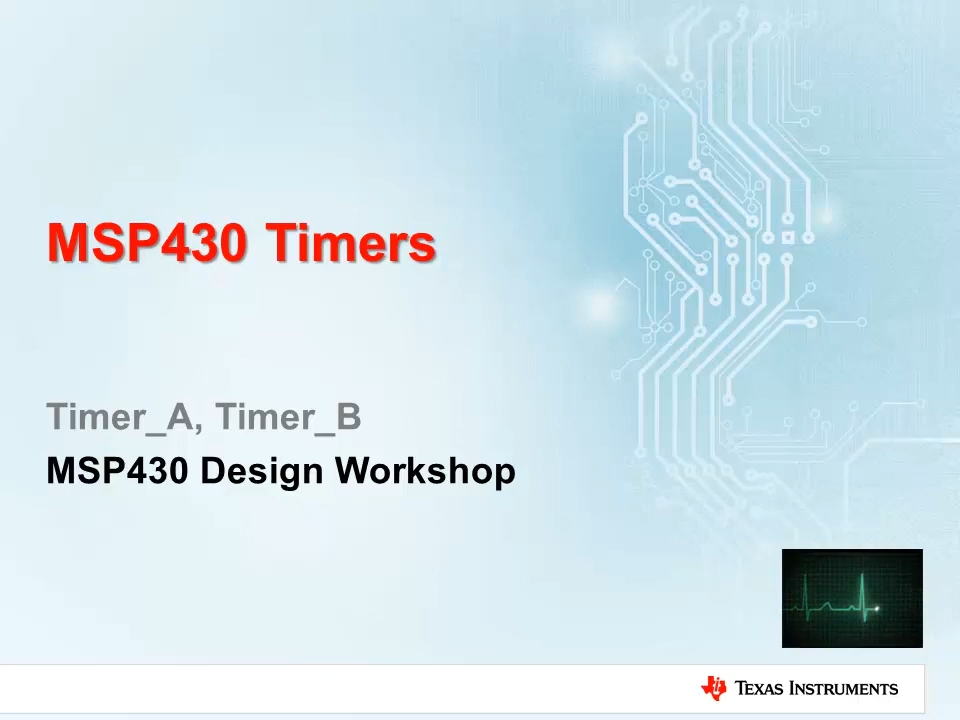 MSP430 Timers
Timer_A, Timer_B
MSP430 Design Workshop
TEXAS INSTRUMENTS